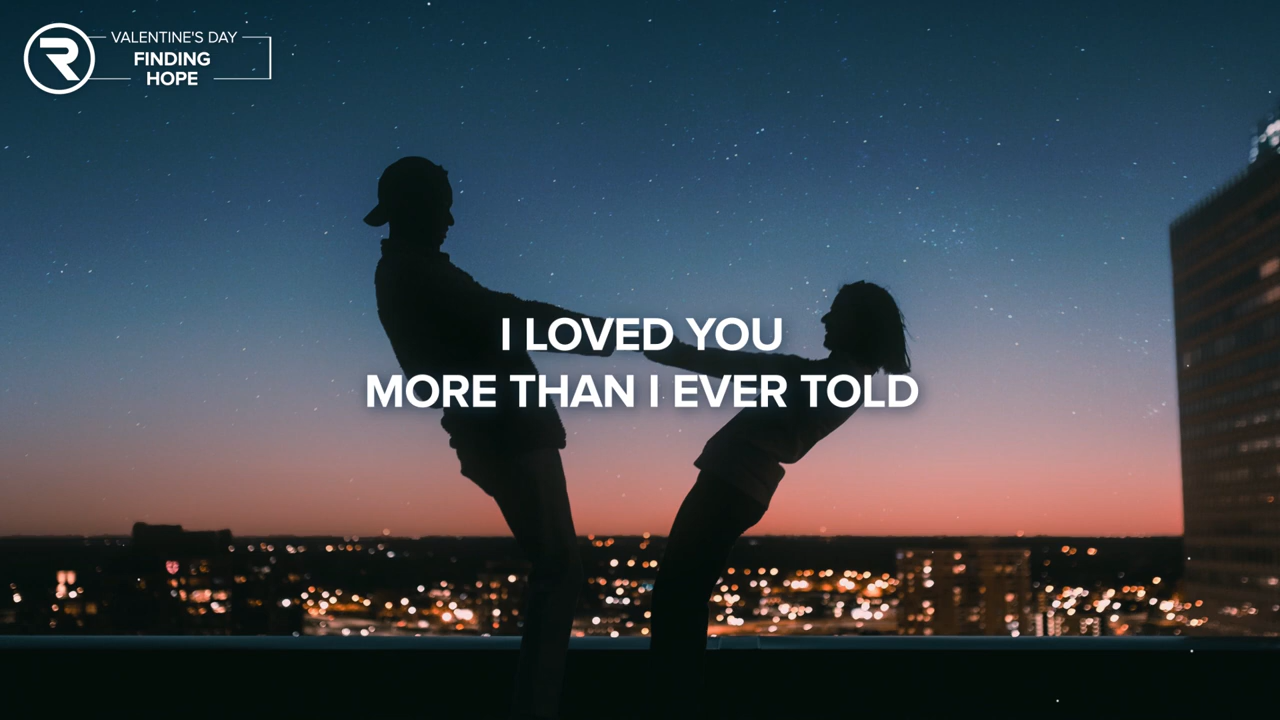 VALENTINE'S DAY
FINDING
HOPE
I LOVED YOU
MORE THAN I EVER TOLD